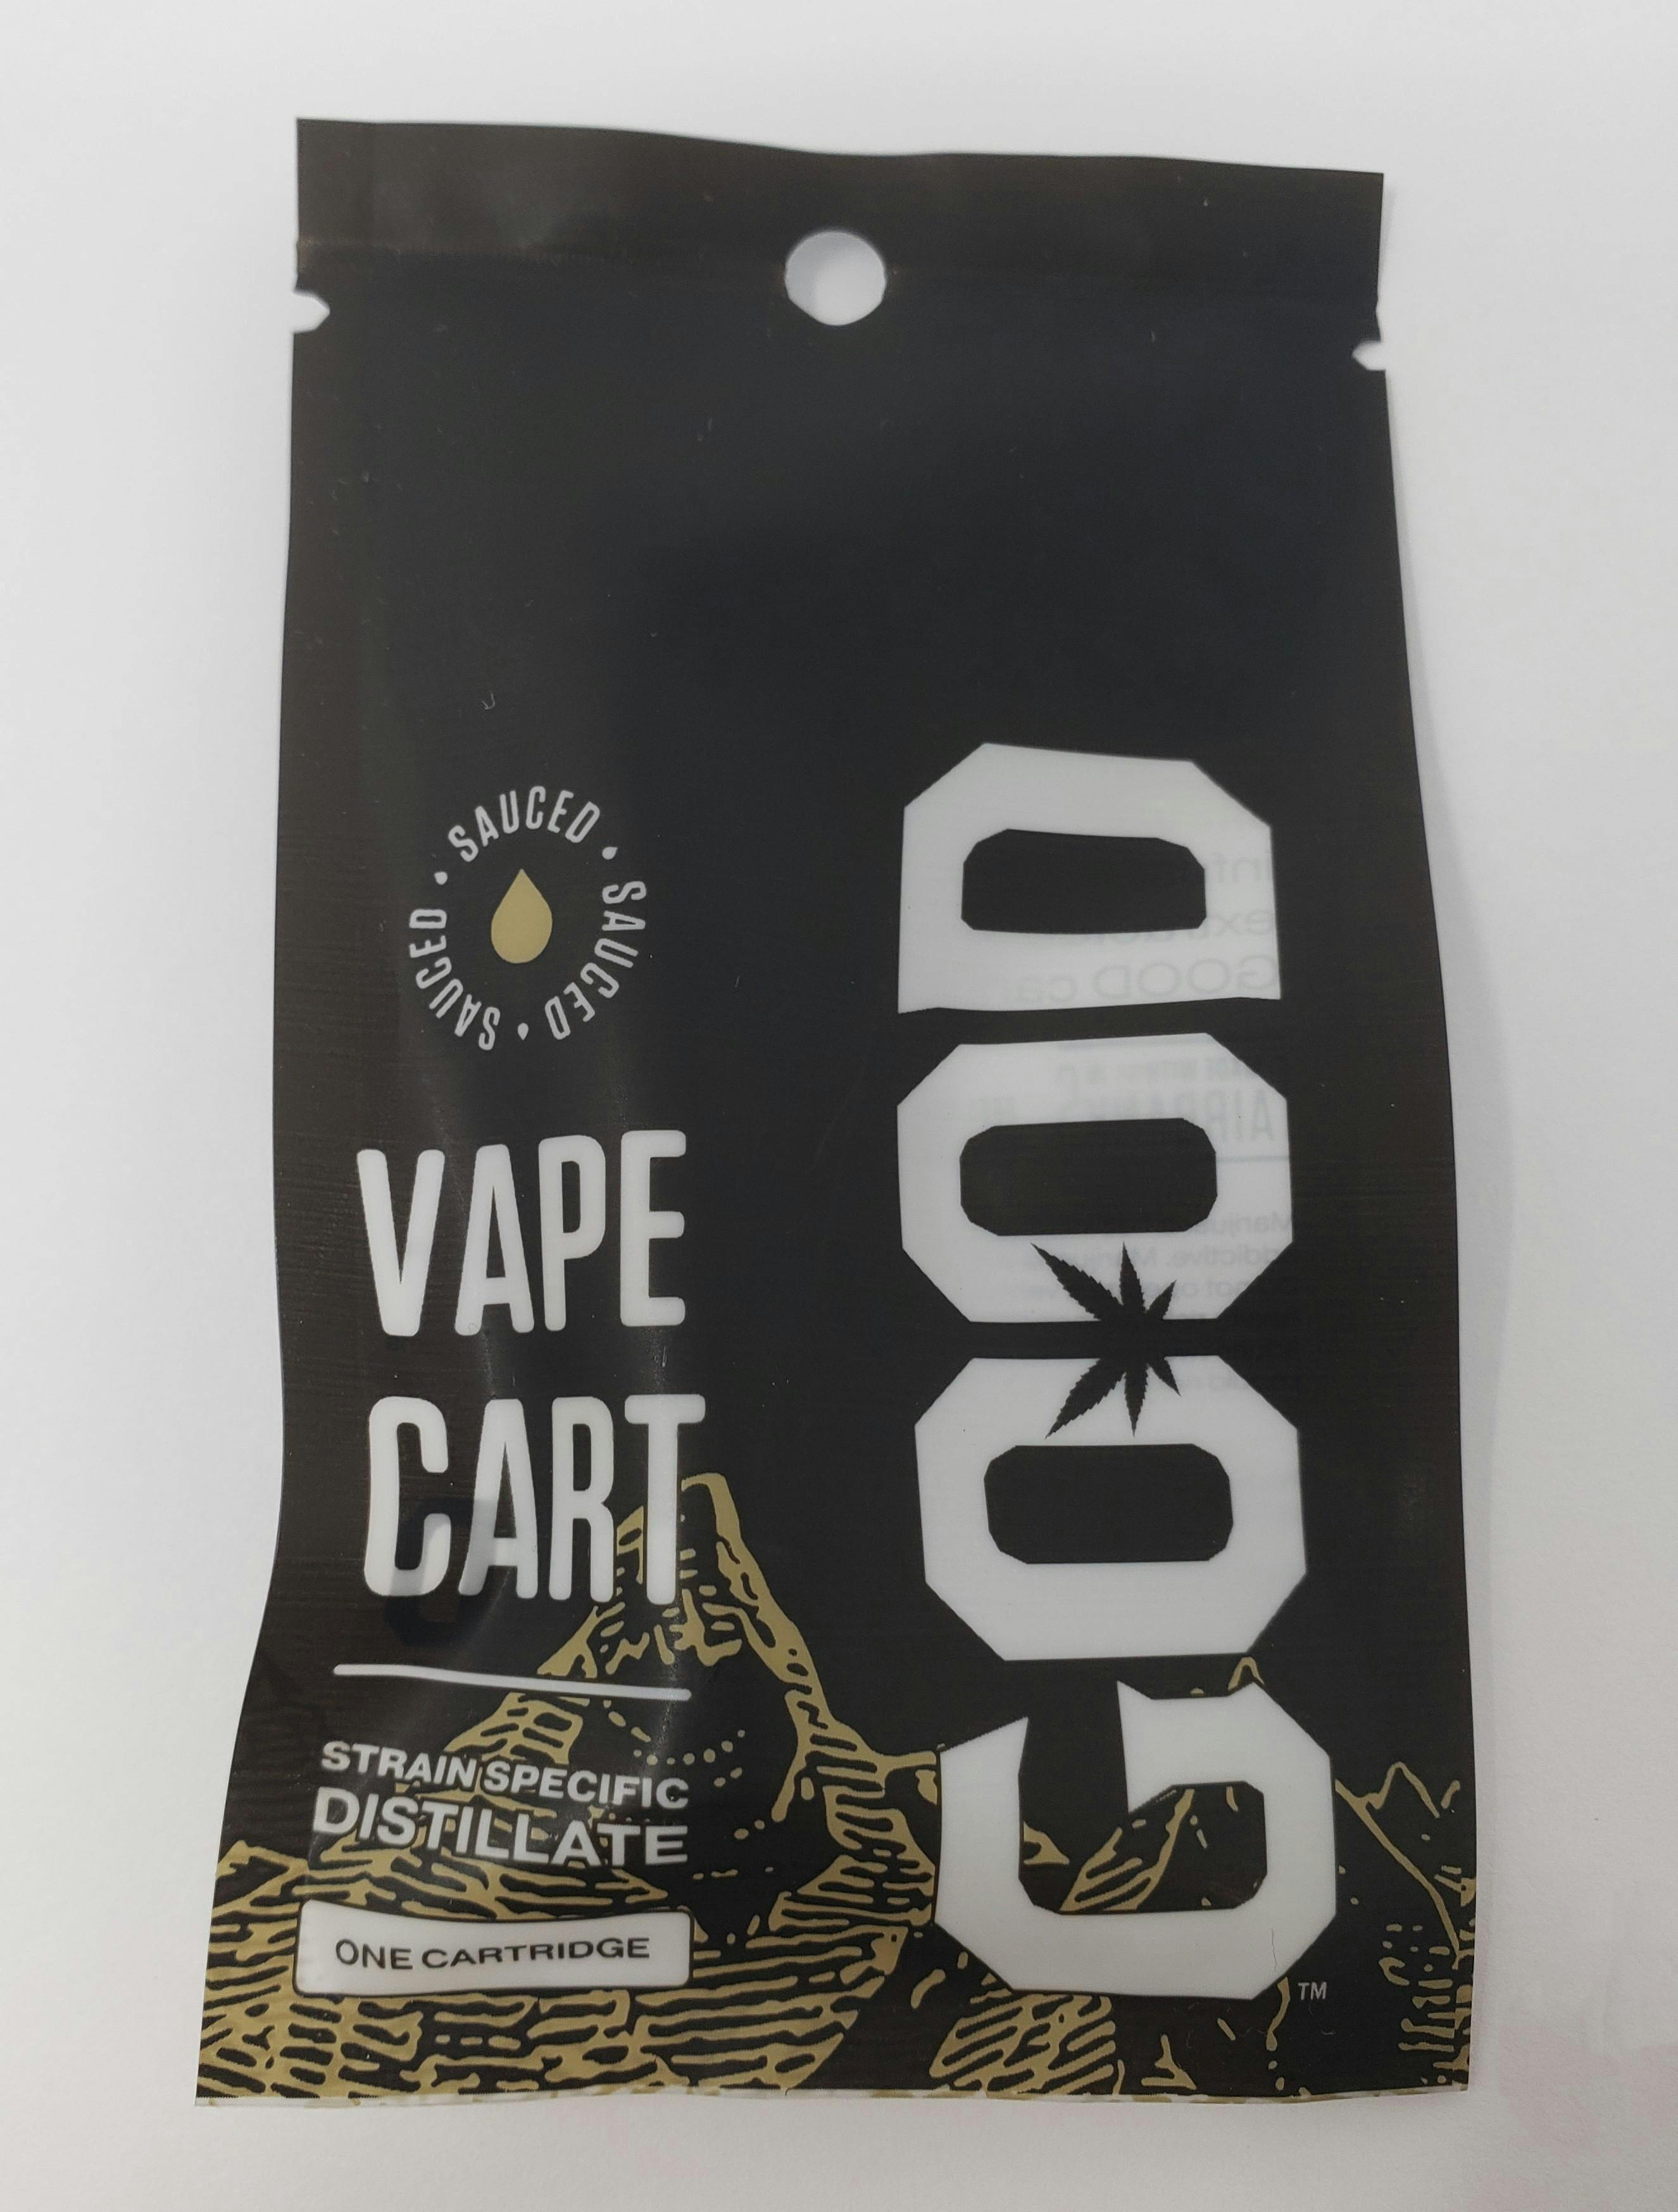 SAUCED • SAUCED • SAUCED •
VAPE
CART
STRAIN SPECIFIC
DISTILLATE
ONE CARTRIDGE
GOOD
TM